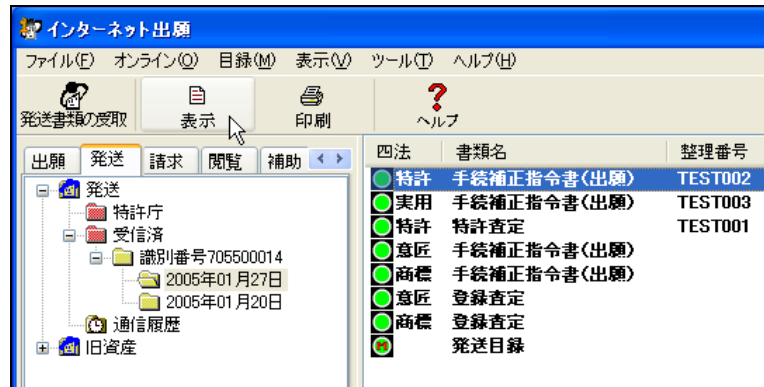 インターネット出願
ファイル(F) オンライン(O) 目録(M) 表示(V) ツール(T) ヘルプ(H)
発送書類の受取 表示 印刷 ヘルプ
出願 発送 請求 閲覧 補助
発送
特許庁
受信済
識別番号705500014
2005年01月27日
2005年01月20日
通信履歴
旧資産
四法 書類名 整理番号
特許 手続補正指令書(出願) TEST002
実用 手続補正指令書(出願) TEST003
特許 特許査定 TEST001
意匠 手続補正指令書(出願)
商標 手続補正指令書(出願)
意匠 登録査定
商標 登録査定
発送目録